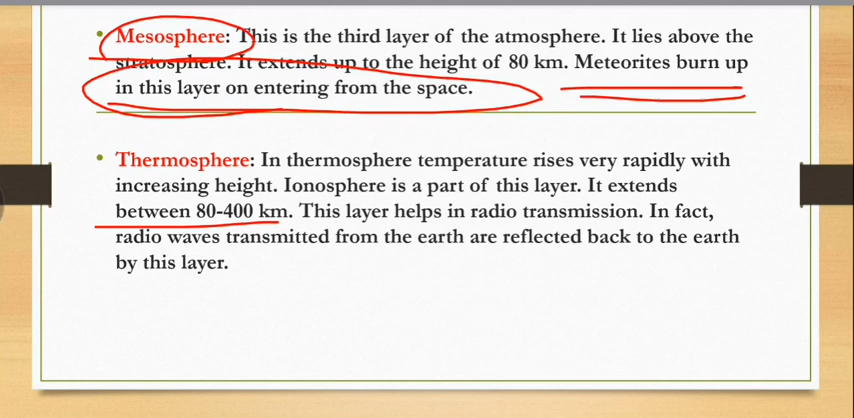 • Mesosphere: This is the third layer of the atmosphere. It lies above the
stratosphere. It extends up to the height of 80 km. Meteorites burn up
in this layer on entering from the space.
• Thermosphere: In thermosphere temperature rises very rapidly with
increasing height. Ionosphere is a part of this layer. It extends
between 80-400 km. This layer helps in radio transmission. In fact,
radio waves transmitted from the earth are reflected back to the earth
by this layer.